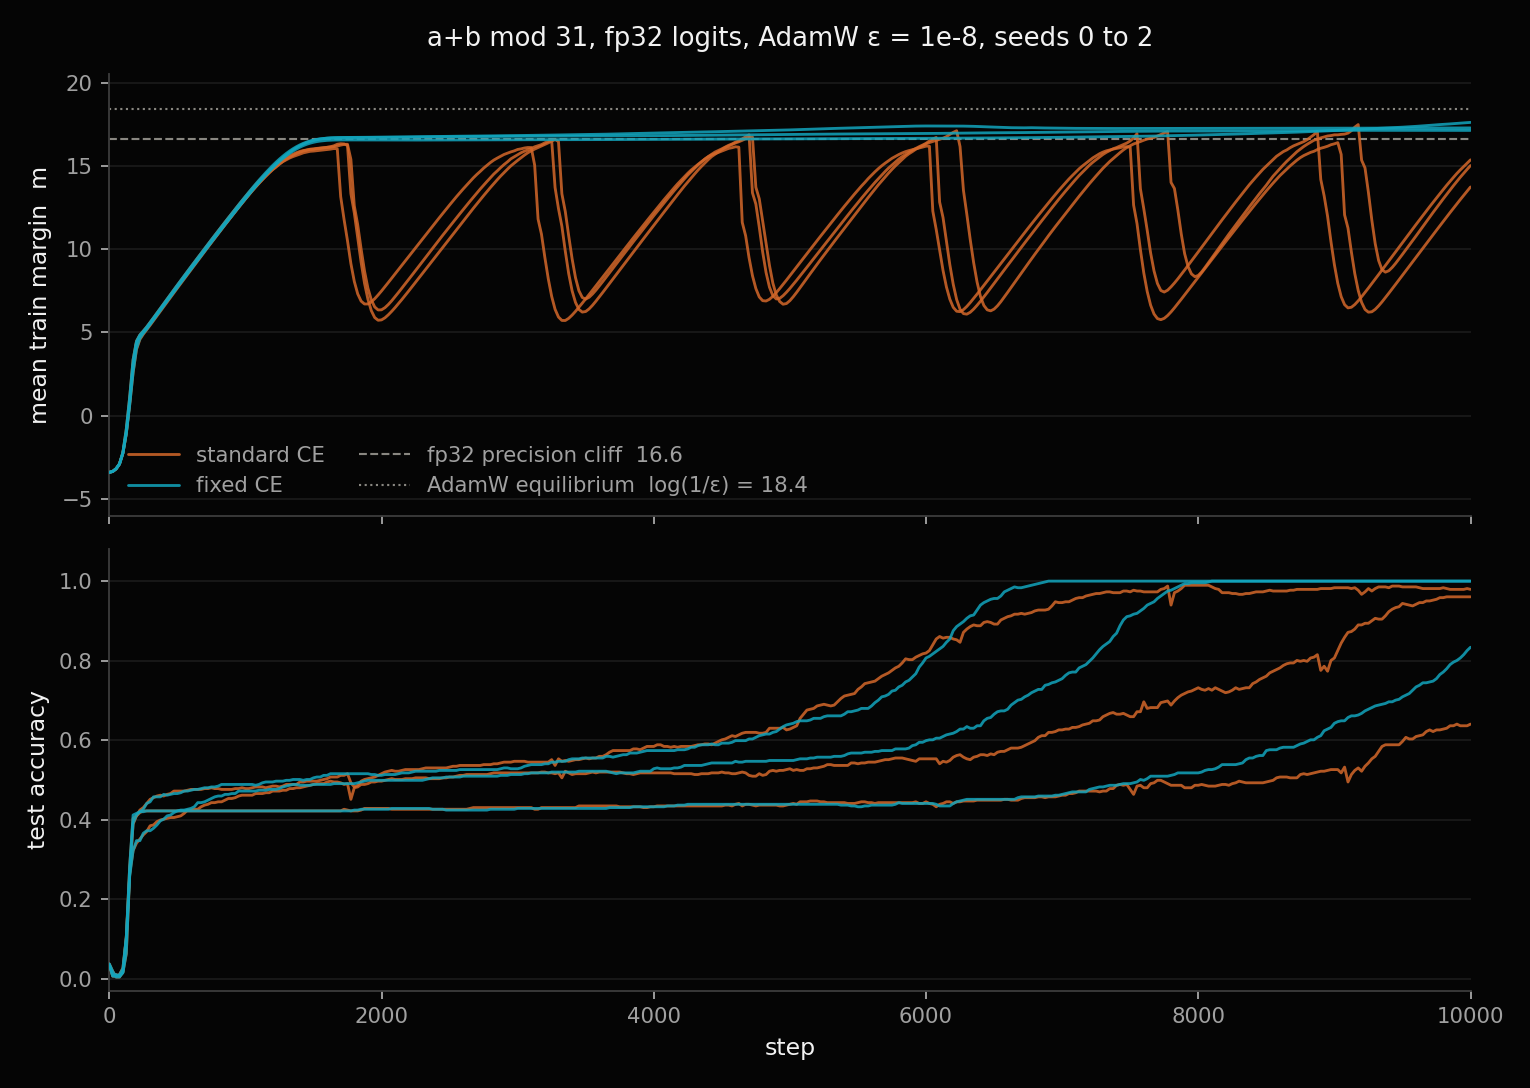 a+b mod 31, fp32 logits, AdamW ε = 1e-8, seeds 0 to 2
mean train margin  m
20
15
10
5
0
−5
standard CE
fixed CE
fp32 precision cliff  16.6
AdamW equilibrium  log(1/ε) = 18.4
test accuracy
1.0
0.8
0.6
0.4
0.2
0.0
0
2000
4000
6000
8000
10000
step